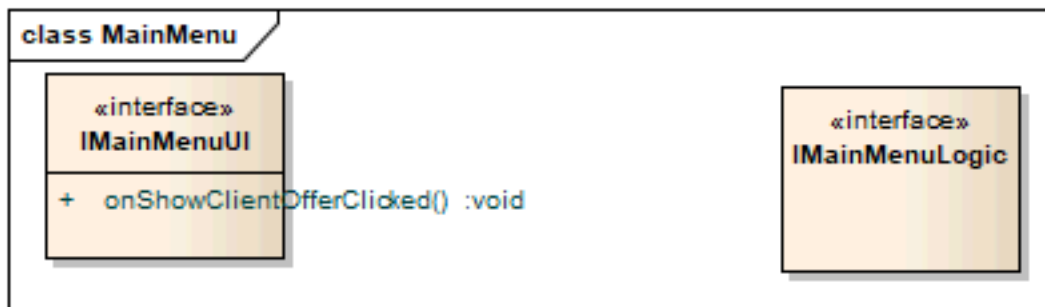 class MainMenu
«interface»
IMainMenuUI
+ onShowClientOfferClicked() :void
«interface»
IMainMenuLogic